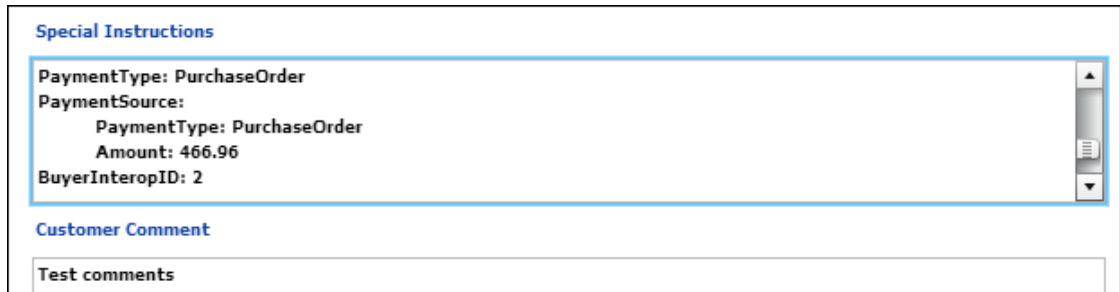 Special Instructions
PaymentType: PurchaseOrder
PaymentSource:
PaymentType: PurchaseOrder
Amount: 466.96
BuyerInteropID: 2
Customer Comment
Test comments